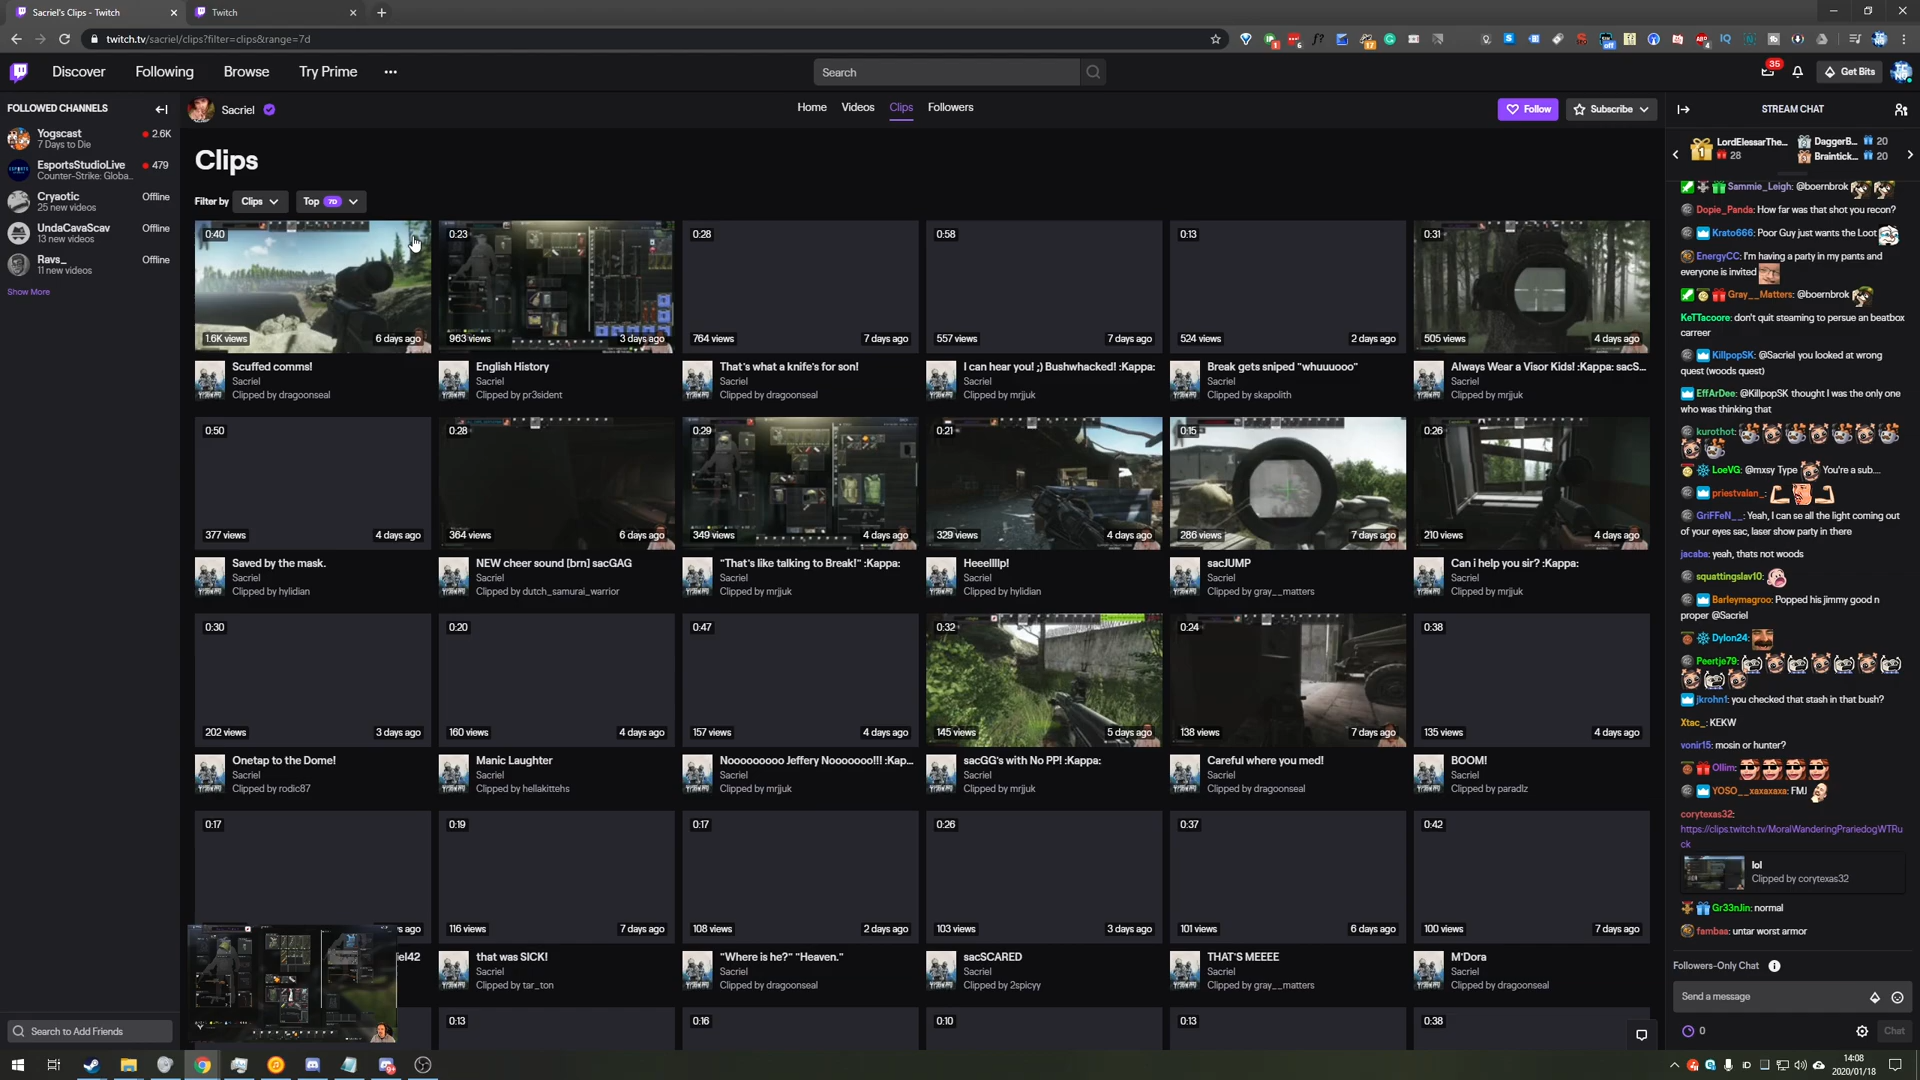 Sacriel's Clips - Twitch
Twitch
twitch.tv/sacriel/clips?filter=clips&range=7d
Discover
Following
Browse
Try Prime
Search
35
Get Bits
FOLLOWED CHANNELS
Yogscast
2.6K
7 Days to Die
EsportsStudioLive
479
Counter-Strike: Globa...
Cryaotic
Offline
25 new videos
UndaCavaScav
Offline
13 new videos
Ravs_
Offline
11 new videos
Show More
Search to Add Friends
Sacriel
Home
Videos
Clips
Followers
Follow
Subscribe
Clips
Filter by
Clips
Top 7D
0:40
1.6K views
6 days ago
Scuffed comms!
Sacriel
Clipped by dragoonseal
0:23
963 views
3 days ago
English History
Sacriel
Clipped by pr3sident
0:28
764 views
7 days ago
That's what a knife's for son!
Sacriel
Clipped by dragoonseal
0:58
557 views
7 days ago
I can hear you! ;) Bushwhacked! :Kappa:
Sacriel
Clipped by mrjjuk
0:13
524 views
2 days ago
Break gets sniped "whuuuooo"
Sacriel
Clipped by skapolith
0:31
505 views
4 days ago
Always Wear a Visor Kids! :Kappa: sacS...
Sacriel
Clipped by mrjjuk
0:50
377 views
4 days ago
Saved by the mask.
Sacriel
Clipped by hylidian
0:28
364 views
6 days ago
NEW cheer sound [brn] sacGAG
Sacriel
Clipped by dutch_samurai_warrior
0:29
349 views
4 days ago
"That's like talking to Break!" :Kappa:
Sacriel
Clipped by mrjjuk
0:21
329 views
4 days ago
Heeellllp!
Sacriel
Clipped by hylidian
0:15
286 views
7 days ago
sacJUMP
Sacriel
Clipped by gray__matters
0:26
210 views
4 days ago
Can i help you sir? :Kappa:
Sacriel
Clipped by mrjjuk
0:30
202 views
3 days ago
Onetap to the Dome!
Sacriel
Clipped by rodic87
0:20
160 views
4 days ago
Manic Laughter
Sacriel
Clipped by hellakittehs
0:47
157 views
4 days ago
Nooooooooo Jeffery Nooooooo!!! :Kap...
Sacriel
Clipped by mrjjuk
0:32
145 views
5 days ago
sacGG's with No PP! :Kappa:
Sacriel
Clipped by mrjjuk
0:24
138 views
7 days ago
Careful where you med!
Sacriel
Clipped by dragoonseal
0:38
135 views
4 days ago
BOOM!
Sacriel
Clipped by paradlz
0:17
ys ago
iel42
0:19
116 views
7 days ago
that was SICK!
Sacriel
Clipped by tar_ton
0:17
108 views
2 days ago
"Where is he?" "Heaven."
Sacriel
Clipped by dragoonseal
0:26
103 views
3 days ago
sacSCARED
Sacriel
Clipped by 2spicyy
0:37
101 views
6 days ago
THAT'S MEEEE
Sacriel
Clipped by gray__matters
0:42
100 views
7 days ago
M'Dora
Sacriel
Clipped by dragoonseal
0:13
0:16
0:10
0:13
0:38
STREAM CHAT
LordElessarThe...
28
DaggerB...
20
Braintick...
20
Sammie_Leigh: @boernbrok
Dopie_Panda: How far was that shot you recon?
Krato666: Poor Guy just wants the Loot
EnergyCC: I'm having a party in my pants and
everyone is invited
Gray__Matters: @boernbrok
KeTTacoore: don't quit steaming to persue an beatbox
carreer
KillpopSK: @Sacriel you looked at wrong
quest (woods quest)
EffArDee: @KillpopSK thought I was the only one
who was thinking that
kurothot:
LoeVG: @mxsy Type You're a sub....
priestvalan_:
GriFFeN__: Yeah, I can se all the light coming out
of your eyes sac, laser show party in there
jacaba: yeah, thats not woods
squattingslav10:
Barleymagroo: Popped his jimmy good n
proper @Sacriel
Dylon24:
Peertje79:
jkrohn1: you checked that stash in that bush?
Xtac_: KEKW
vonir15: mosin or hunter?
Ollim:
YOSO__xaxaxaxa: FMJ
corytexas32:
https://clips.twitch.tv/MoralWanderingPrariedogWTRu
ck
lol
Clipped by corytexas32
Gr33nJin: normal
fambaa: untar worst armor
Followers-Only Chat
Send a message
0
Chat
14:08
2020/01/18